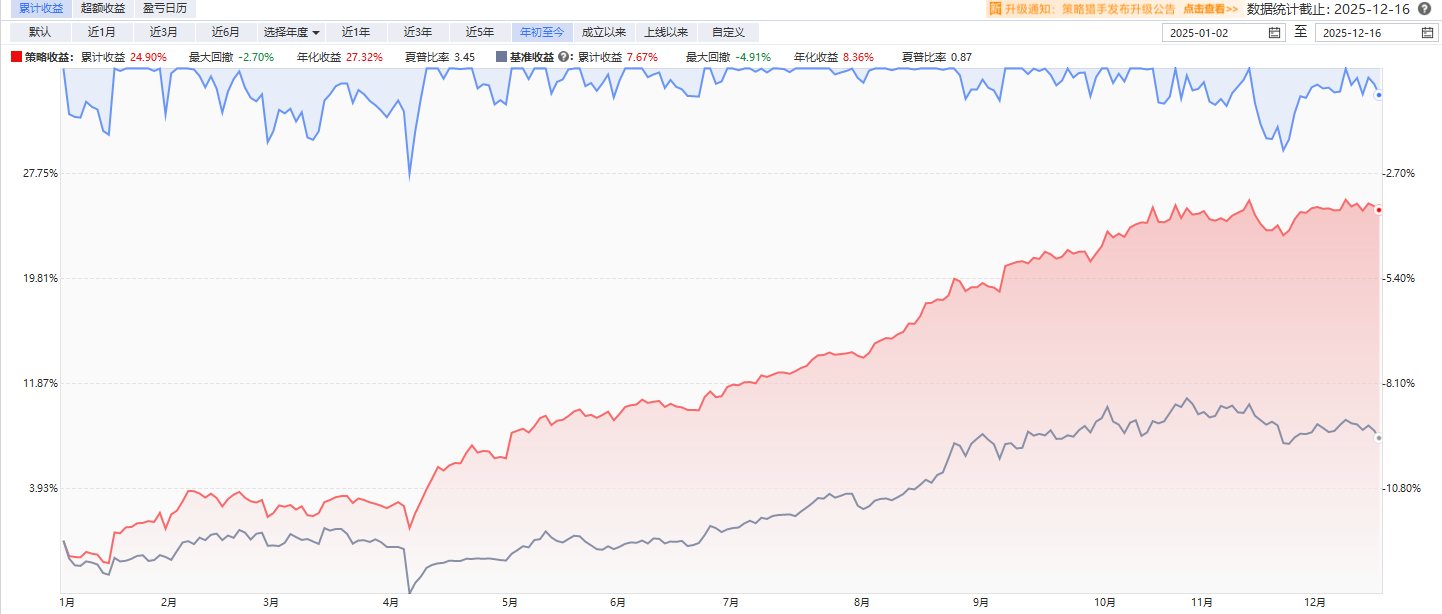 累计收益 超额收益 盈亏日历 升级通知：策略猎手发布升级公告 点击查看>> 数据统计截止：2025-12-16 ?
默认 近1月 近3月 近6月 选择年度 近1年 近3年 近5年 年初至今 成立以来 上线以来 自定义 2025-01-02 至 2025-12-16
策略收益： 累计收益 24.90% 最大回撤 -2.70% 年化收益 27.32% 夏普比率 3.45 基准收益 ?： 累计收益 7.67% 最大回撤 -4.91% 年化收益 8.36% 夏普比率 0.87
27.75% -2.70%
19.81% -5.40%
11.87% -8.10%
3.93% -10.80%
1月 2月 3月 4月 5月 6月 7月 8月 9月 10月 11月 12月